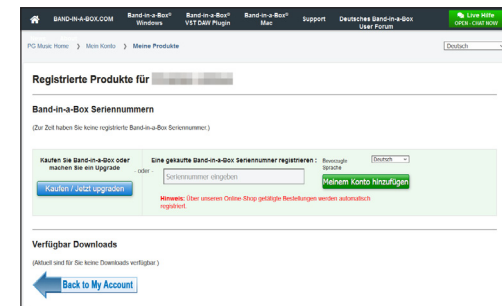 BAND-IN-A-BOX.COM
Band-in-a-Box® Windows
Band-in-a-Box® VST DAW Plugin
Band-in-a-Box® Mac
Support
Deutsches Band-in-a-Box User Forum
Live Hilfe
OPEN - CHAT NOW
PG Music Home
Mein Konto
Meine Produkte
Deutsch
Registrierte Produkte für
Band-in-a-Box Seriennummern
(Zur Zeit haben Sie keine registrierte Band-in-a-Box Seriennummer.)
Kaufen Sie Band-in-a-Box oder
machen Sie ein Upgrade
Kaufen / Jetzt upgraden
- oder -
Eine gekaufte Band-in-a-Box Seriennummer registrieren :
Seriennummer eingeben
Bevorzugte
Sprache
Deutsch
Meinem Konto hinzufügen
Hinweis: Über unseren Online-Shop getätigte Bestellungen werden automatisch
registriert.
Verfügbar Downloads
(Aktuell sind für Sie keine Downloads verfügbar.)
Back to My Account